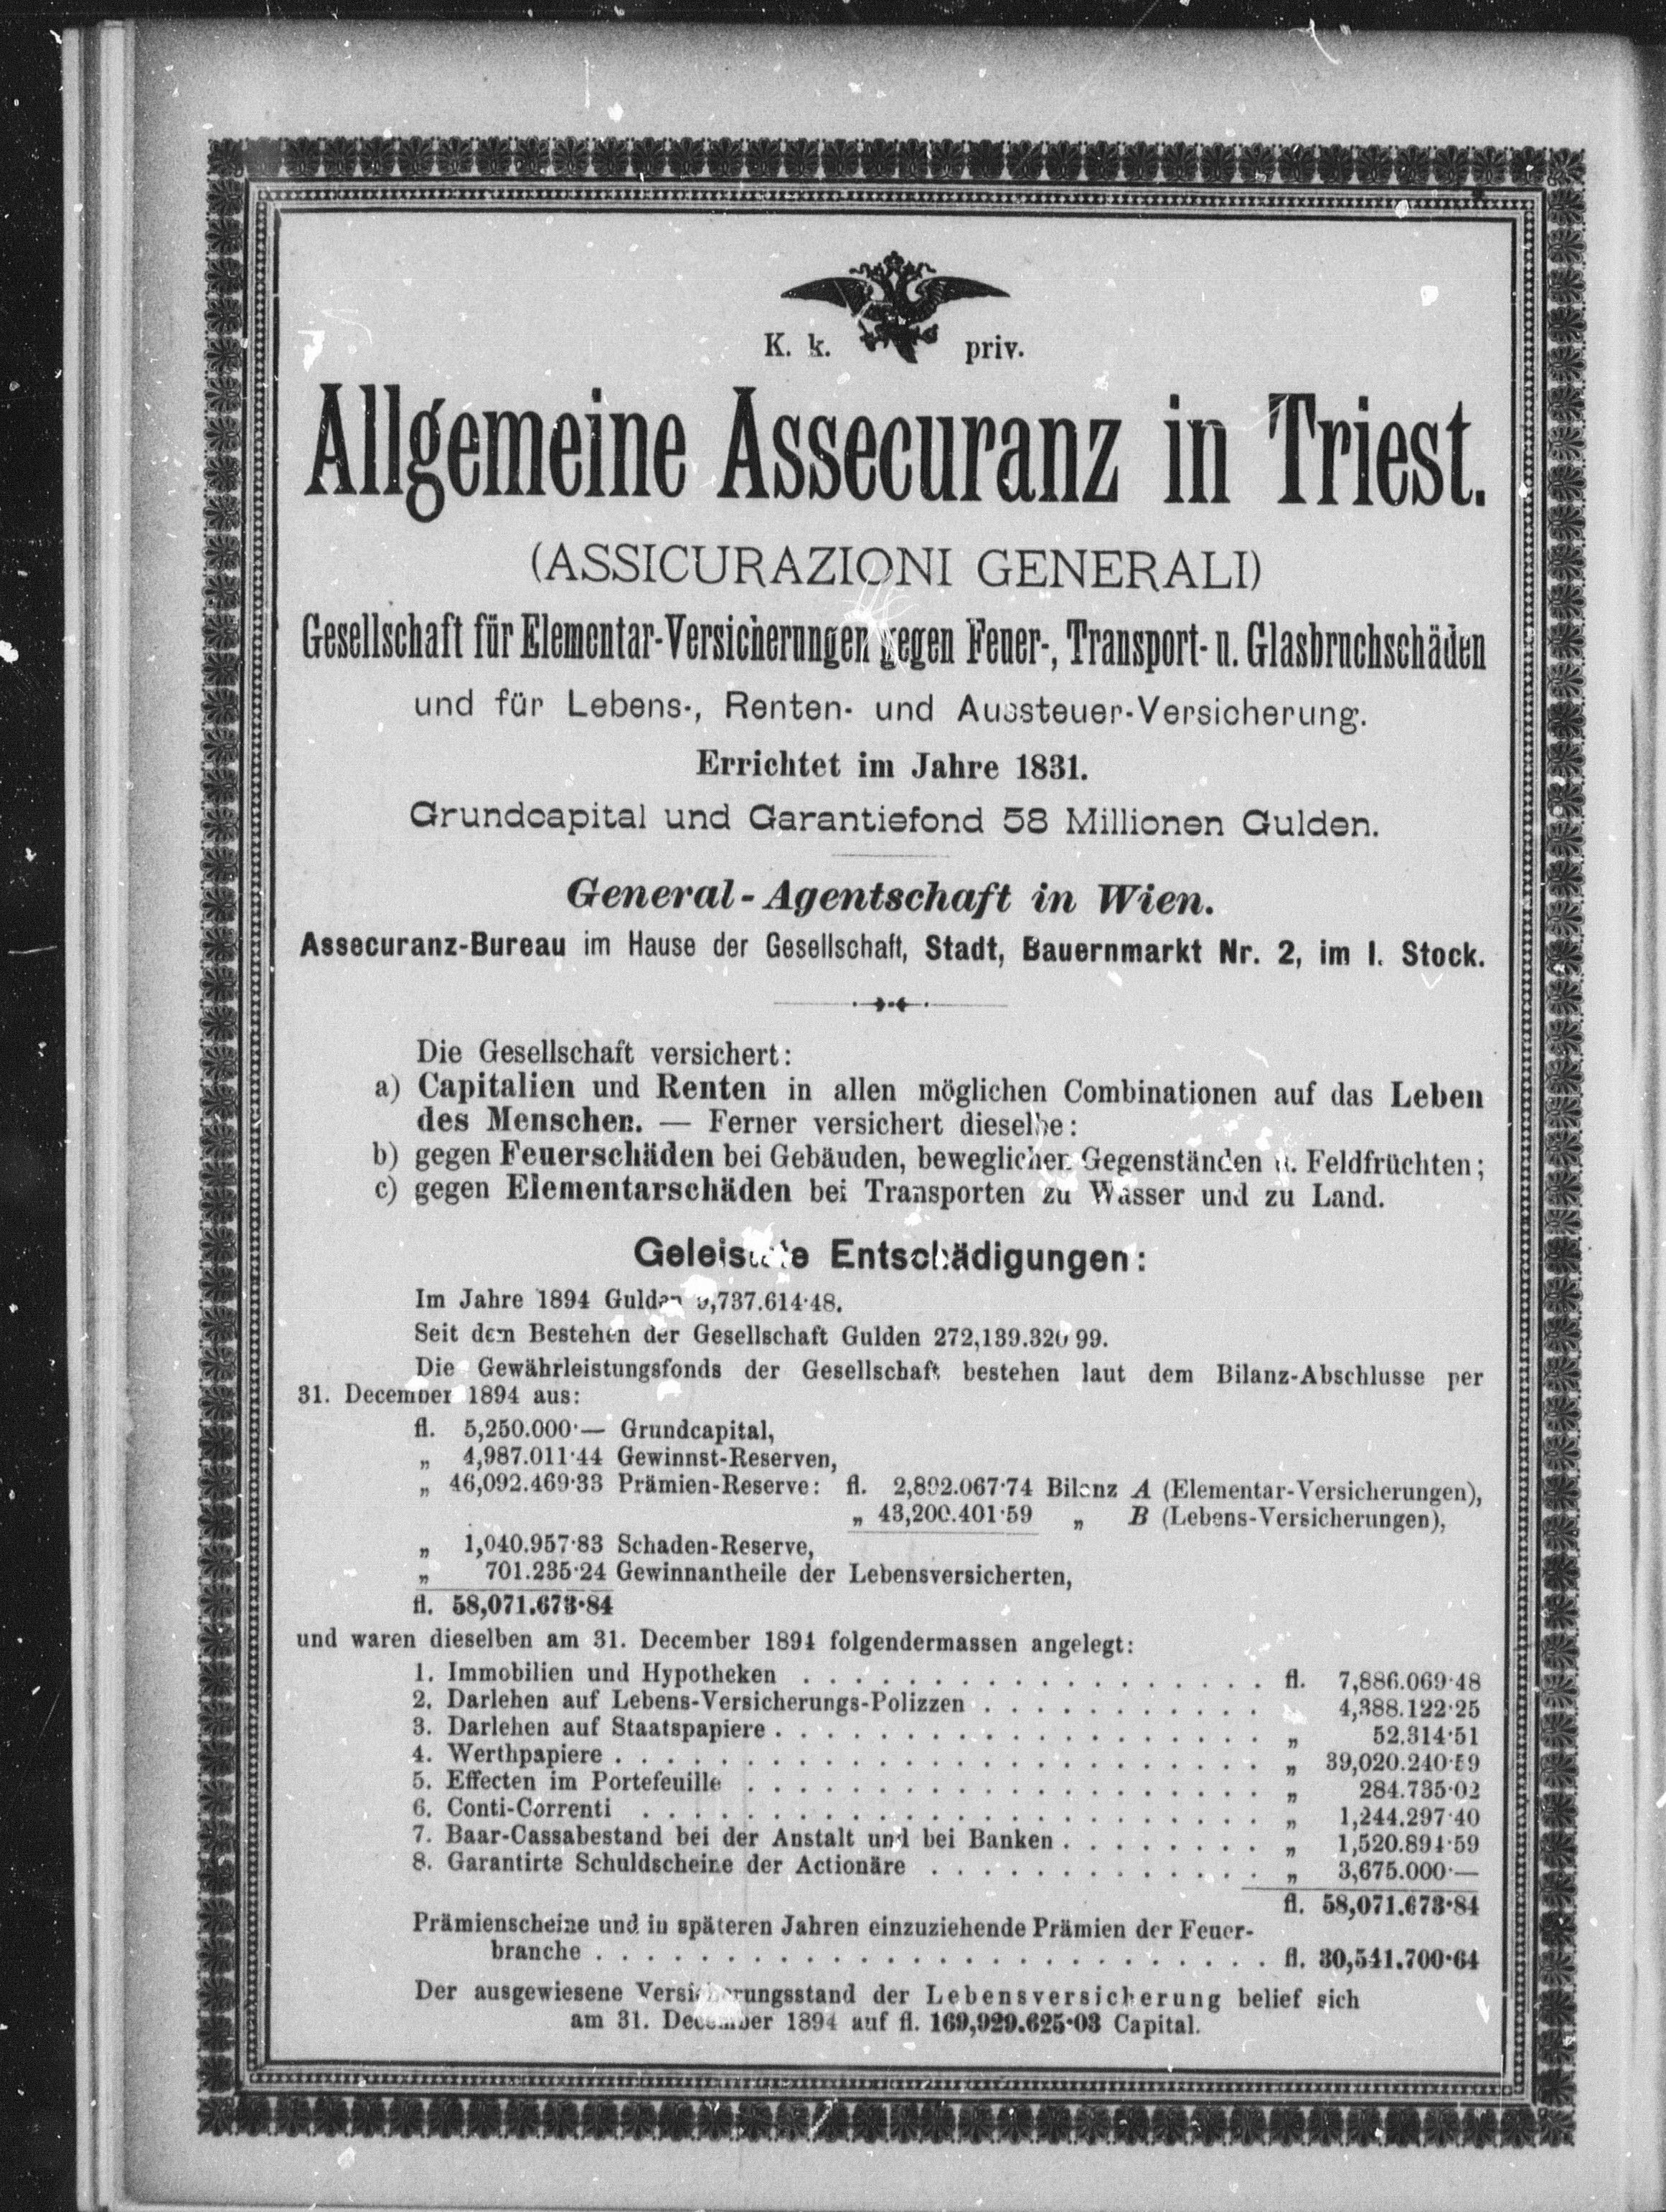 K. k. priv.
Allgemeine Assecuranz in Triest.
(ASSICURAZIONI GENERALI)
Gesellschaft für Elementar-Versicherungen gegen Feuer-, Transport- u. Glasbruchschäden
und für Lebens-, Renten- und Aussteuer-Versicherung.
Errichtet im Jahre 1831.
Grundcapital und Garantiefond 58 Millionen Gulden.
General-Agentschaft in Wien.
Assecuranz-Bureau im Hause der Gesellschaft, Stadt, Bauernmarkt Nr. 2, im I. Stock.
Die Gesellschaft versichert:
a) Capitalien und Renten in allen möglichen Combinationen auf das Leben
des Menschen. — Ferner versichert dieselbe:
b) gegen Feuerschäden bei Gebäuden, beweglichen Gegenständen u. Feldfrüchten;
c) gegen Elementarschäden bei Transporten zu Wasser und zu Land.
Geleistete Entschädigungen:
Im Jahre 1894 Gulden 9,737.614·48.
Seit dem Bestehen der Gesellschaft Gulden 272,139.320 99.
Die Gewährleistungsfonds der Gesellschaft bestehen laut dem Bilanz-Abschlusse per
31. December 1894 aus:
fl. 5,250.000·— Grundcapital,
„ 4,987.011·44 Gewinnst-Reserven,
„ 46,092.469·33 Prämien-Reserve: fl. 2,892.067·74 Bilanz A (Elementar-Versicherungen),
„ 43,200.401·59 „ B (Lebens-Versicherungen),
„ 1,040.957·83 Schaden-Reserve,
„ 701.235·24 Gewinnantheile der Lebensversicherten,
fl. 58,071.673·84
und waren dieselben am 31. December 1894 folgendermassen angelegt:
1. Immobilien und Hypotheken . . . . . . . . . . . . . . . . . . fl. 7,886.069·48
2. Darlehen auf Lebens-Versicherungs-Polizzen . . . . . . . . . . . 4,388.122·25
3. Darlehen auf Staatspapiere . . . . . . . . . . . . . . . . . . . „ 52.314·51
4. Werthpapiere . . . . . . . . . . . . . . . . . . . . . . . . „ 39,020.240·59
5. Effecten im Portefeuille . . . . . . . . . . . . . . . . . . . . „ 284.735·02
6. Conti-Correnti . . . . . . . . . . . . . . . . . . . . . . . „ 1,244.297·40
7. Baar-Cassabestand bei der Anstalt und bei Banken . . . . . . . . „ 1,520.894·59
8. Garantirte Schuldscheine der Actionäre . . . . . . . . . . . . . „ 3,675.000·—
fl. 58,071.673·84
Prämienscheine und in späteren Jahren einzuziehende Prämien der Feuer-
branche . . . . . . . . . . . . . . . . . . . . . . . . . . fl. 30,541.700·64
Der ausgewiesene Versicherungsstand der Lebensversicherung belief sich
am 31. December 1894 auf fl. 169,929.625·03 Capital.